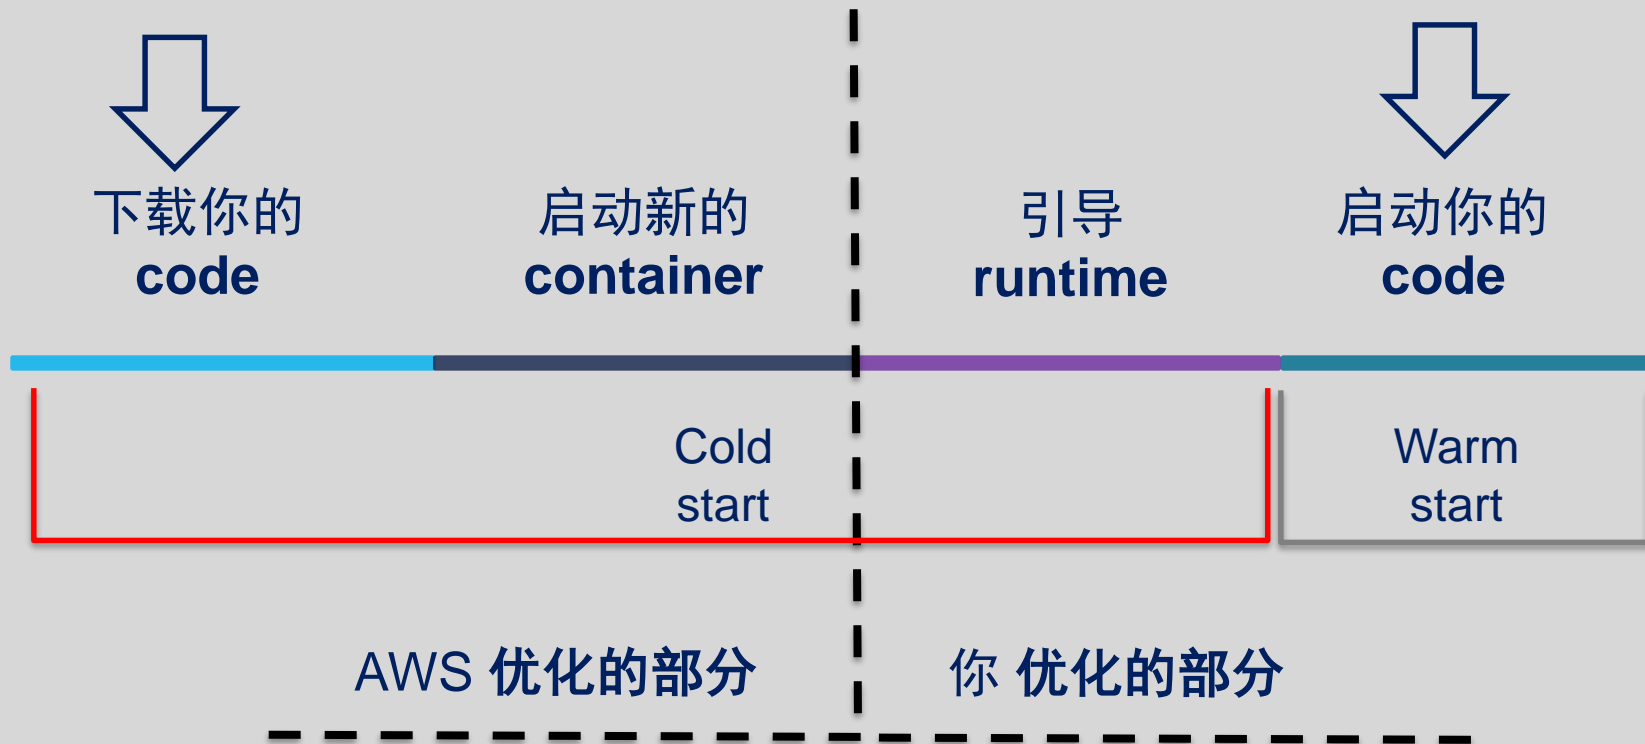 下载你的
code
启动新的
container
引导
runtime
启动你的
code
Cold
start
Warm
start
AWS 优化的部分
你 优化的部分